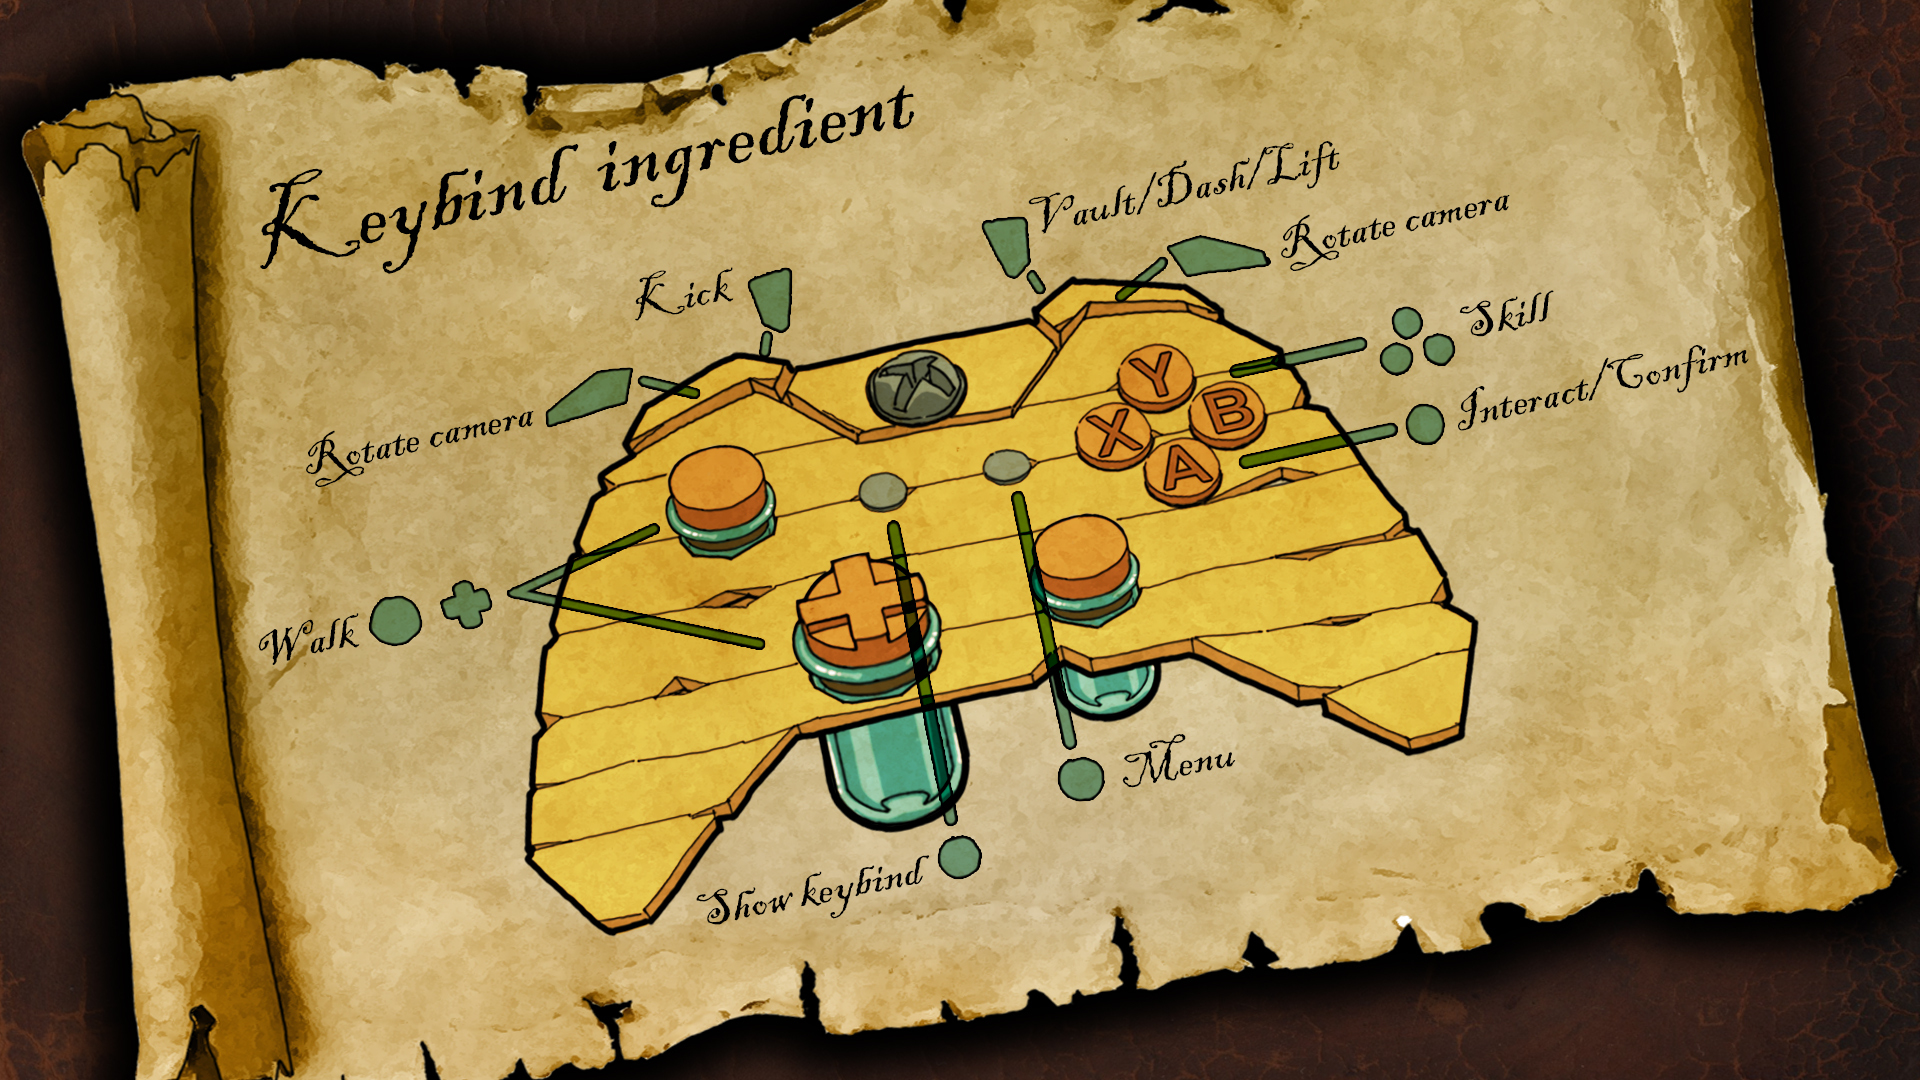 Keybind ingredient
Vault/Dash/Lift
Rotate camera
Kick
Skill
Interact/Confirm
Rotate camera
Y
B
X
A
Walk
Menu
Show keybind